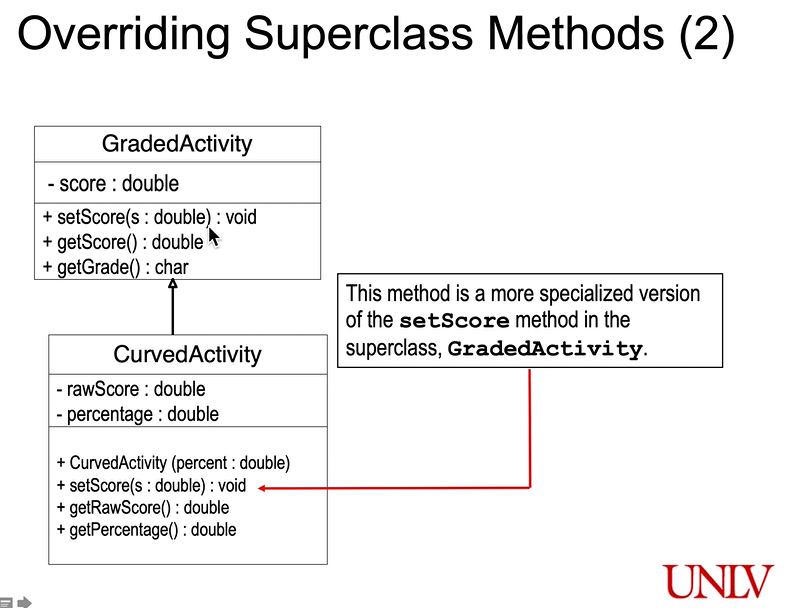 Overriding Superclass Methods (2)
GradedActivity
- score : double
+ setScore(s : double) : void
+ getScore() : double
+ getGrade() : char
This method is a more specialized version
of the setScore method in the
superclass, GradedActivity.
CurvedActivity
- rawScore : double
- percentage : double
+ CurvedActivity (percent : double)
+ setScore(s : double) : void
+ getRawScore() : double
+ getPercentage() : double
UNLV